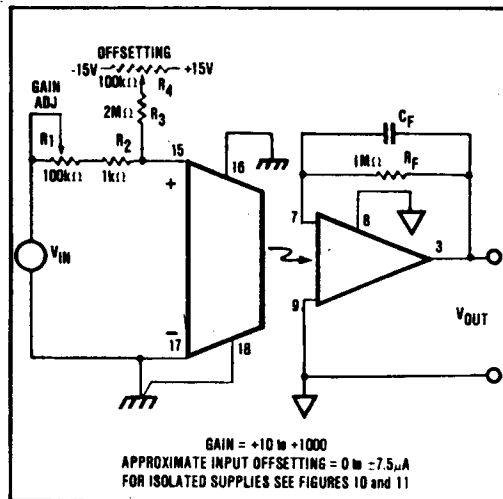 OFFSETTING
-15V +15V
100kΩ R4
GAIN
ADJ
2MΩ R3
R1 R2
100kΩ 1kΩ
15
16
+
VIN
−
17
18
CF
1MΩ RF
7
8
3
9
VOUT
GAIN = +10 to +1000
APPROXIMATE INPUT OFFSETTING = 0 to ±7.5µA
FOR ISOLATED SUPPLIES SEE FIGURES 10 and 11